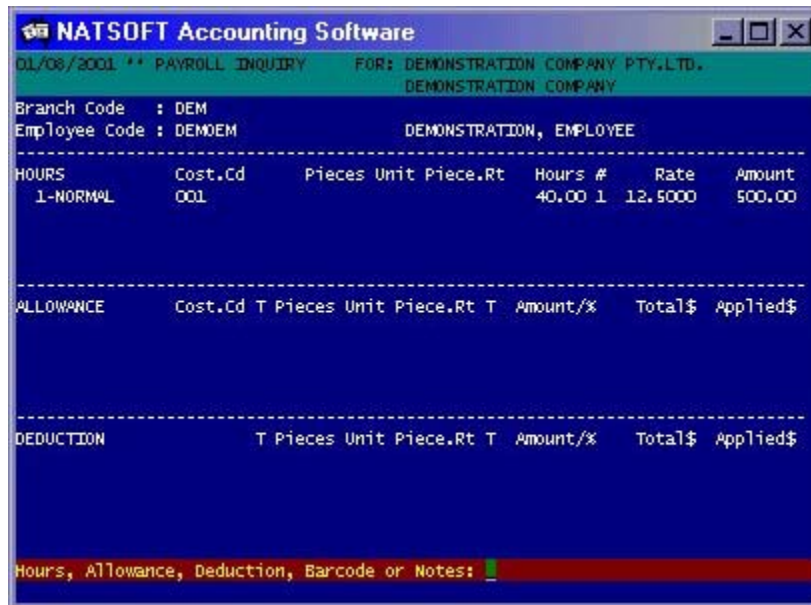 NATSOFT Accounting Software
01/08/2001 ** PAYROLL INQUIRY FOR: DEMONSTRATION COMPANY PTY.LTD.
DEMONSTRATION COMPANY
Branch Code : DEM
Employee Code : DEMOEM DEMONSTRATION, EMPLOYEE
HOURS Cost.Cd Pieces Unit Piece.Rt Hours # Rate Amount
1-NORMAL 001 40.00 1 12.5000 500.00
ALLOWANCE Cost.Cd T Pieces Unit Piece.Rt T Amount/% Total$ Applied$
DEDUCTION T Pieces Unit Piece.Rt T Amount/% Total$ Applied$
Hours, Allowance, Deduction, Barcode or Notes: